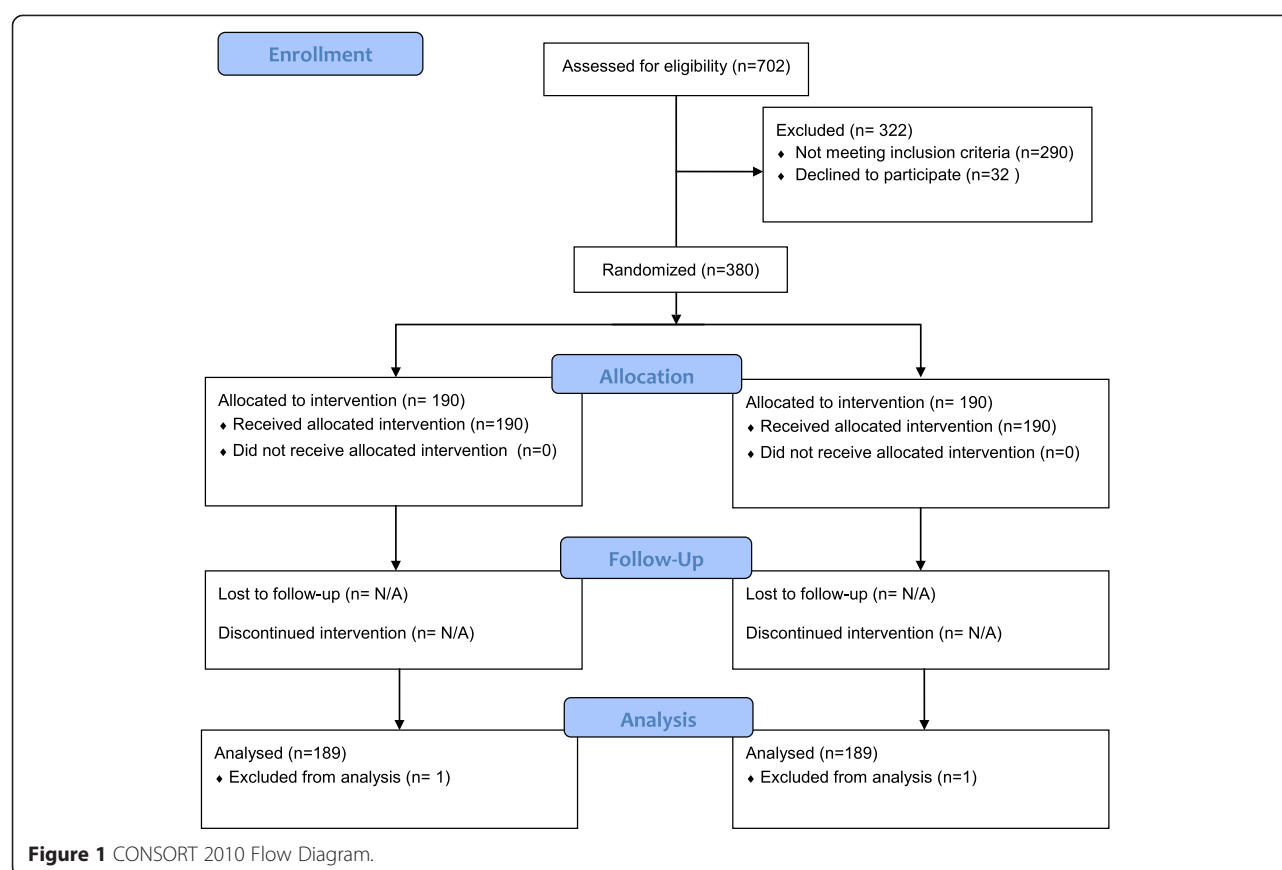 Enrollment
Assessed for eligibility (n=702)
Excluded (n= 322)
♦ Not meeting inclusion criteria (n=290)
♦ Declined to participate (n=32 )
Randomized (n=380)
Allocation
Allocated to intervention (n= 190)
♦ Received allocated intervention (n=190)
♦ Did not receive allocated intervention (n=0)
Allocated to intervention (n= 190)
♦ Received allocated intervention (n=190)
♦ Did not receive allocated intervention (n=0)
Follow-Up
Lost to follow-up (n= N/A)
Discontinued intervention (n= N/A)
Lost to follow-up (n= N/A)
Discontinued intervention (n= N/A)
Analysis
Analysed (n=189)
♦ Excluded from analysis (n= 1)
Analysed (n=189)
♦ Excluded from analysis (n=1)
Figure 1 CONSORT 2010 Flow Diagram.